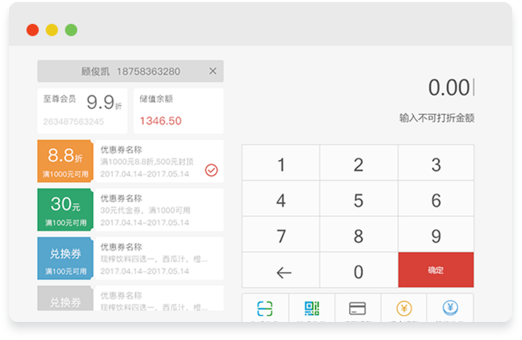 顾俊凯 18758363280 ×
至尊会员 9.9折
263487563245
储值余额
1346.50
8.8折
满1000元可用
优惠券名称
满1000元8.8折,500元封顶
2017.04.14~2017.05.14
30元
满100元可用
优惠券名称
30元代金券，满1000可用
2017.04.14~2017.05.14
兑换券
满100元可用
优惠券名称
现榨饮料四选一，西瓜汁，橙...
2017.04.14~2017.05.14
兑换券
满100元可用
优惠券名称
现榨饮料四选一，西瓜汁，橙...
0.00
输入不可打折金额
1 2 3
4 5 6
7 8 9
← 0 确定